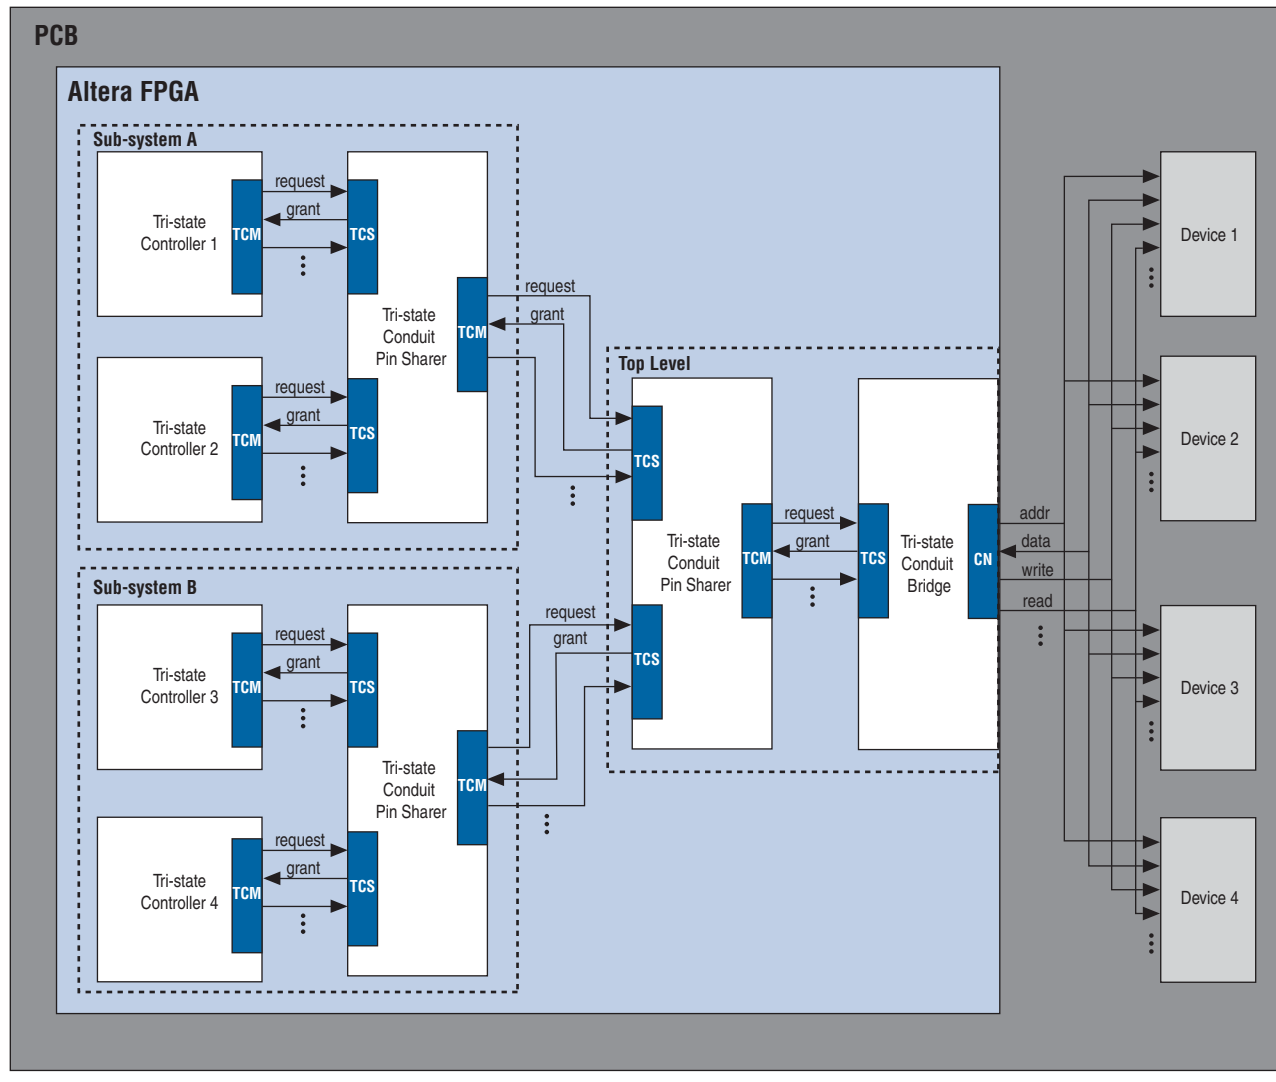 PCB
Altera FPGA
Sub-system A
Tri-state
Controller 1
TCM
request
grant
TCS
Tri-state
Conduit
Pin Sharer
TCM
Tri-state
Controller 2
TCM
request
grant
TCS
request
grant
Sub-system B
Tri-state
Controller 3
TCM
request
grant
TCS
Tri-state
Conduit
Pin Sharer
TCM
Tri-state
Controller 4
TCM
request
grant
TCS
request
grant
Top Level
TCS
TCS
Tri-state
Conduit
Pin Sharer
TCM
request
grant
TCS
Tri-state
Conduit
Bridge
CN
addr
data
write
read
Device 1
Device 2
Device 3
Device 4